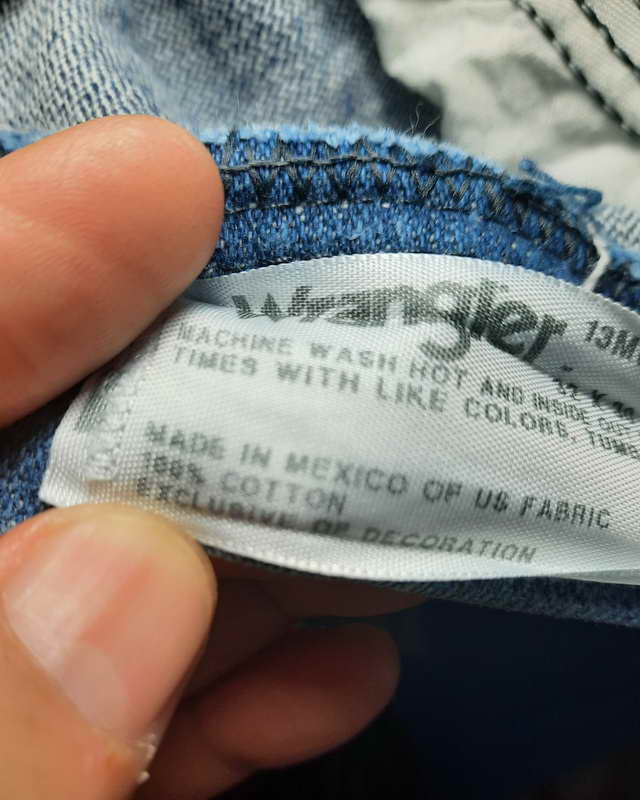 Wrangler 13M
MACHINE WASH HOT AND INSIDE OUT
TIMES WITH LIKE COLORS, TUMB
MADE IN MEXICO OF US FABRIC
100% COTTON
EXCLUSIVE OF DECORATION